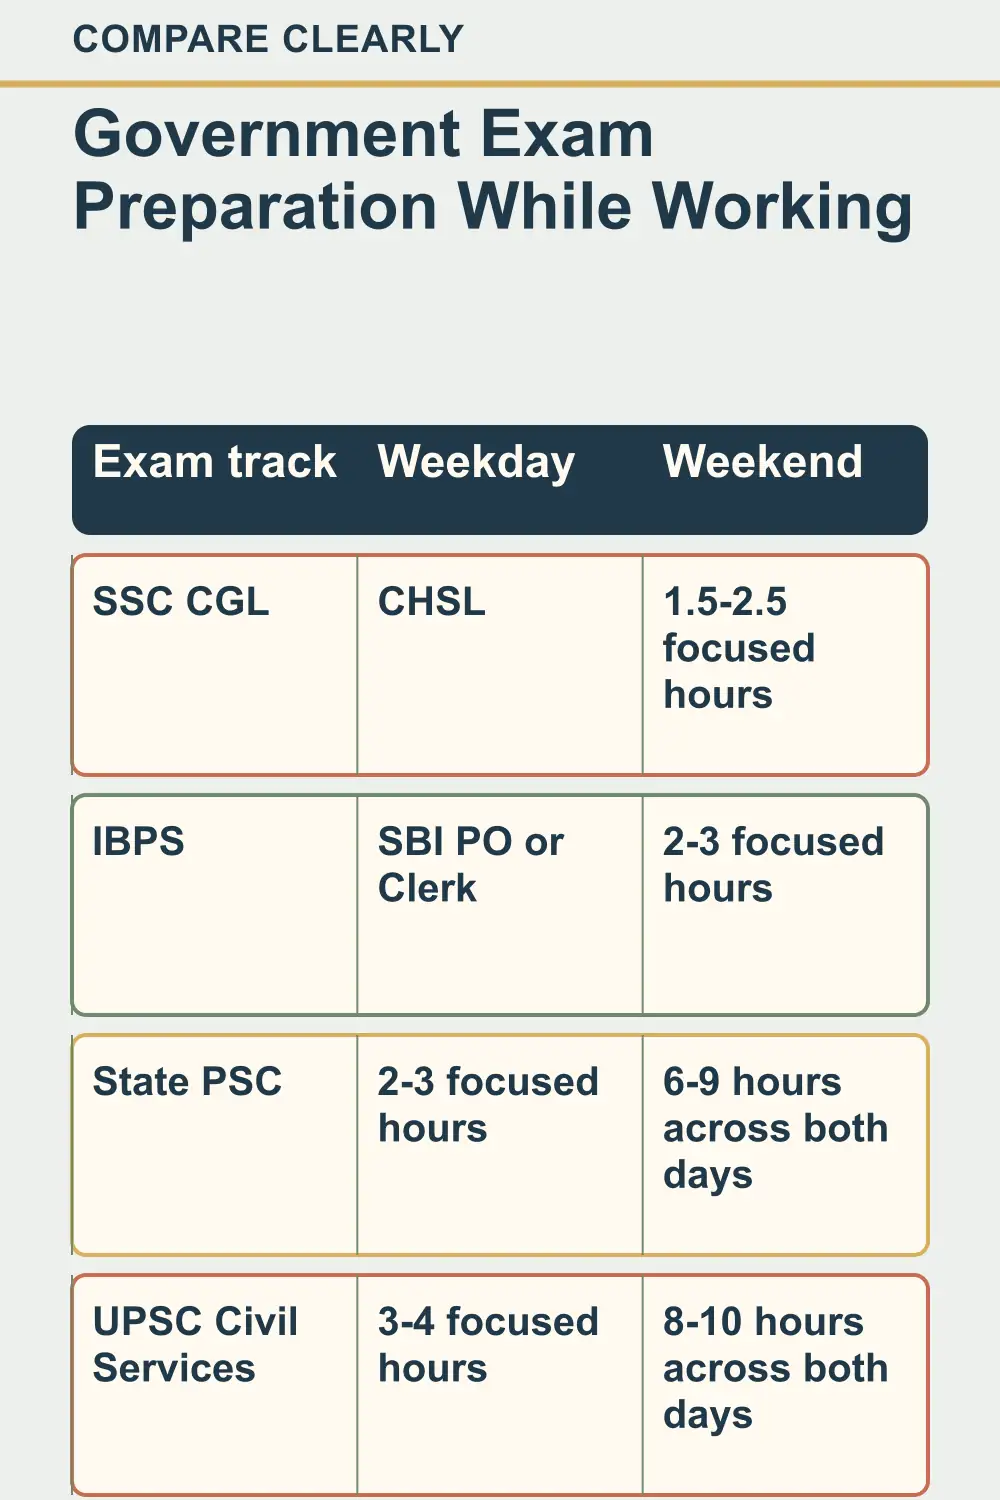 COMPARE CLEARLY
Government Exam
Preparation While Working
Exam track Weekday Weekend
SSC CGL
CHSL
1.5-2.5
focused
hours
IBPS
SBI PO or
Clerk
2-3 focused
hours
State PSC
2-3 focused
hours
6-9 hours
across both
days
UPSC Civil
Services
3-4 focused
hours
8-10 hours
across both
days